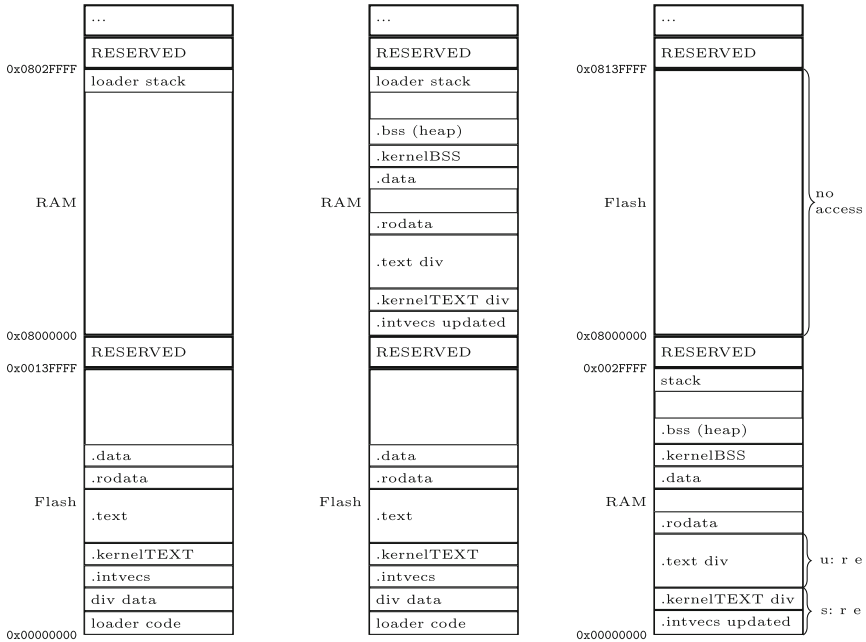 ...
RESERVED
0x0802FFFF
loader stack
RAM
0x08000000
RESERVED
0x0013FFFF
.data
.rodata
Flash
.text
.kernelTEXT
.intvecs
div data
loader code
0x00000000
...
RESERVED
loader stack
.bss (heap)
.kernelBSS
.data
RAM
.rodata
.text div
.kernelTEXT div
.intvecs updated
RESERVED
.data
.rodata
Flash
.text
.kernelTEXT
.intvecs
div data
loader code
...
RESERVED
0x0813FFFF
Flash
no
access
0x08000000
RESERVED
0x002FFFF
stack
.bss (heap)
.kernelBSS
.data
RAM
.rodata
.text div
u: r e
.kernelTEXT div
s: r e
.intvecs updated
0x00000000